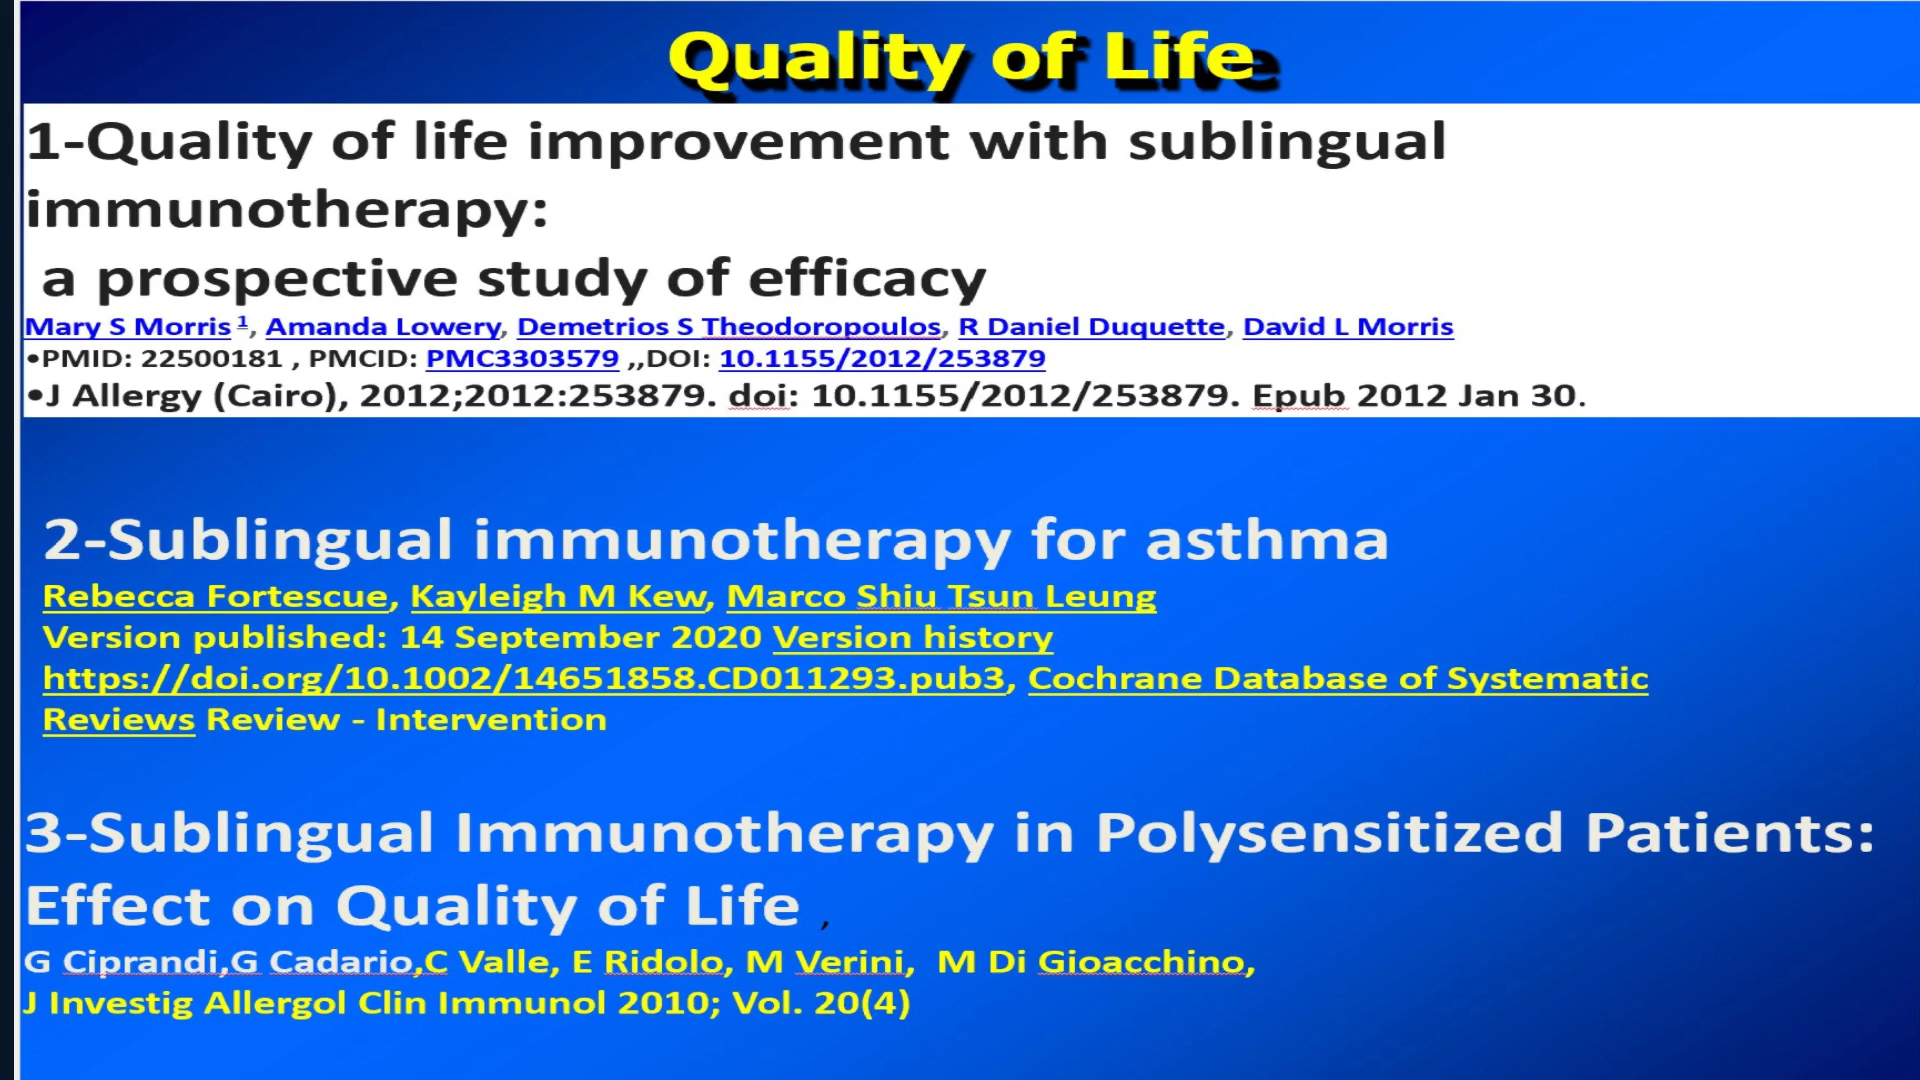 Quality of Life
1-Quality of life improvement with sublingual
immunotherapy:
a prospective study of efficacy
Mary S Morris 1, Amanda Lowery, Demetrios S Theodoropoulos, R Daniel Duquette, David L Morris
•PMID: 22500181 , PMCID: PMC3303579 ,,DOI: 10.1155/2012/253879
•J Allergy (Cairo), 2012;2012:253879. doi: 10.1155/2012/253879. Epub 2012 Jan 30.
2-Sublingual immunotherapy for asthma
Rebecca Fortescue, Kayleigh M Kew, Marco Shiu Tsun Leung
Version published: 14 September 2020 Version history
https://doi.org/10.1002/14651858.CD011293.pub3, Cochrane Database of Systematic
Reviews Review - Intervention
3-Sublingual Immunotherapy in Polysensitized Patients:
Effect on Quality of Life ,
G Ciprandi,G Cadario,C Valle, E Ridolo, M Verini,  M Di Gioacchino,
J Investig Allergol Clin Immunol 2010; Vol. 20(4)